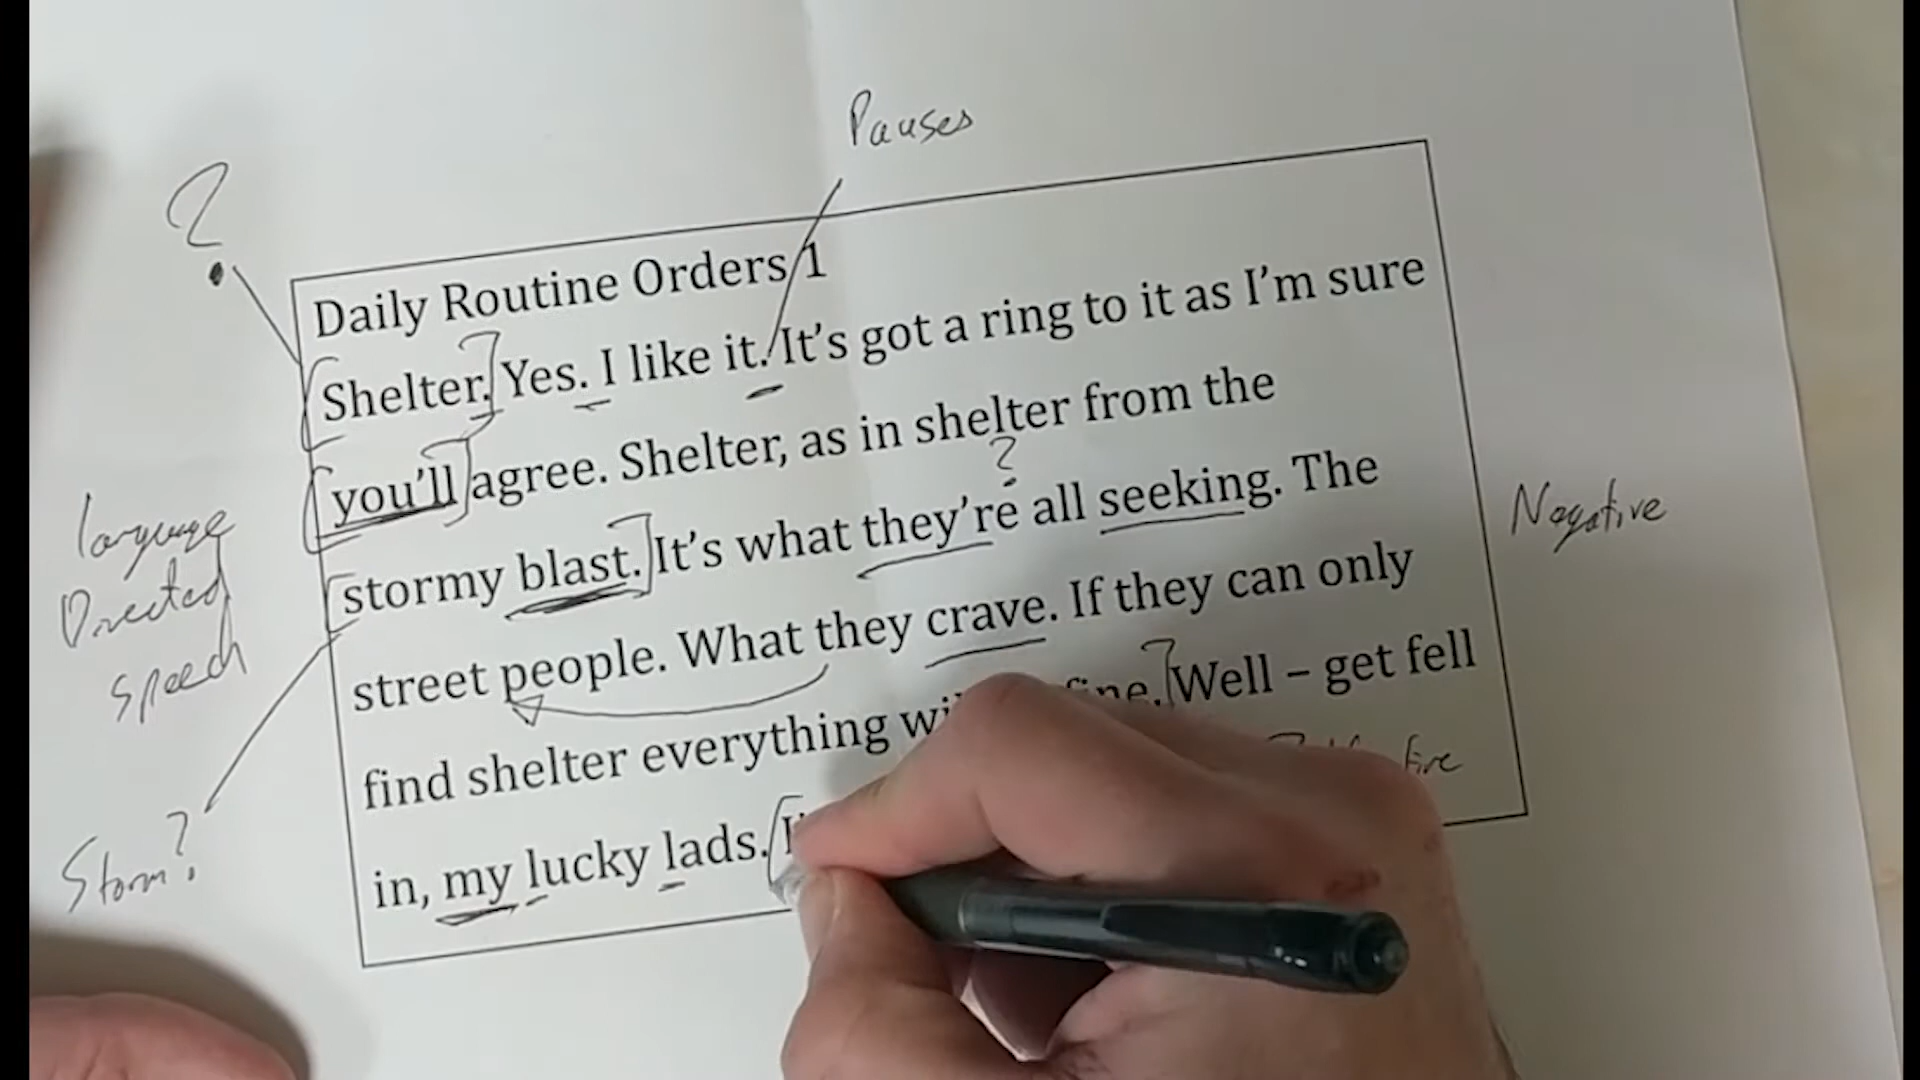 Pauses
?
Daily Routine Orders 1
Shelter. Yes. I like it. It's got a ring to it as I'm sure
you'll agree. Shelter, as in shelter from the
?
stormy blast. It's what they're all seeking. The
street people. What they crave. If they can only
find shelter everything fine. Well – get fell
fire
in, my lucky lads.
language
Directed
speech
Negative
Storm?